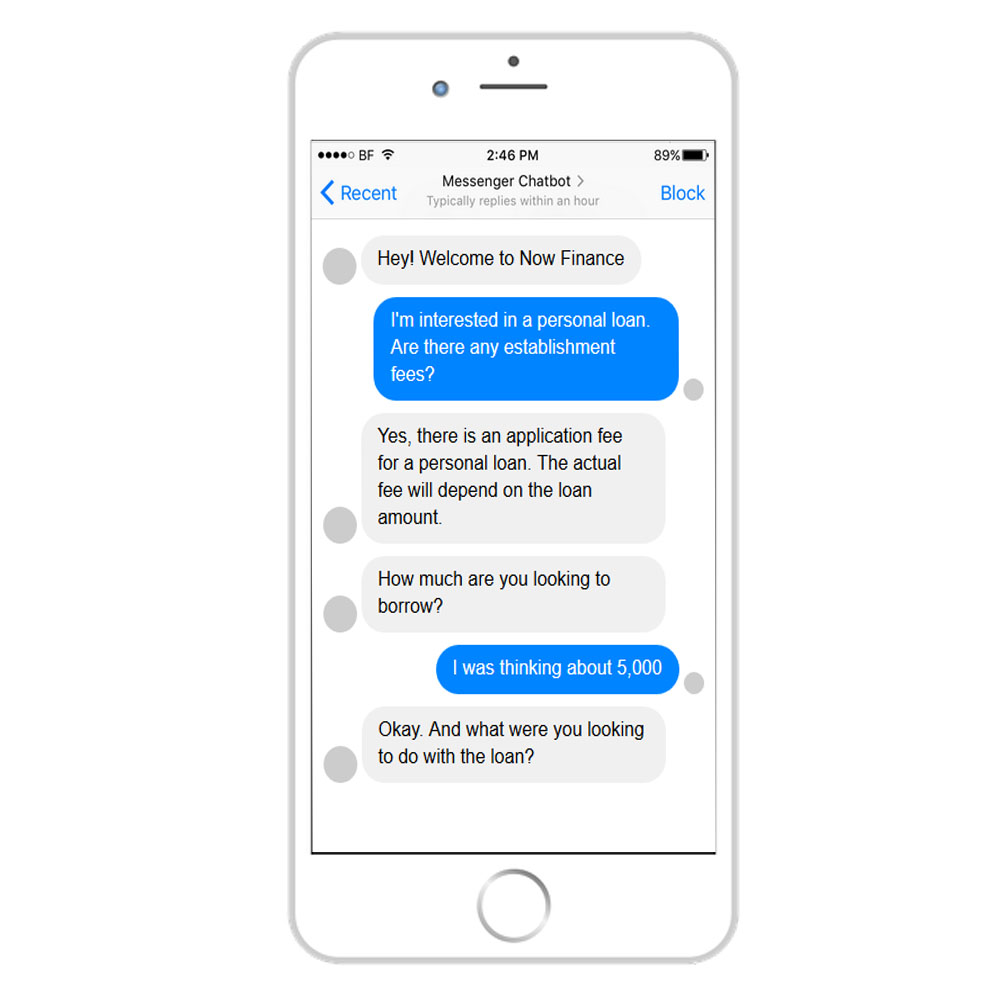 BF 2:46 PM 89%
Recent Messenger Chatbot Block
Typically replies within an hour
Hey! Welcome to Now Finance
I'm interested in a personal loan.
Are there any establishment
fees?
Yes, there is an application fee
for a personal loan. The actual
fee will depend on the loan
amount.
How much are you looking to
borrow?
I was thinking about 5,000
Okay. And what were you looking
to do with the loan?